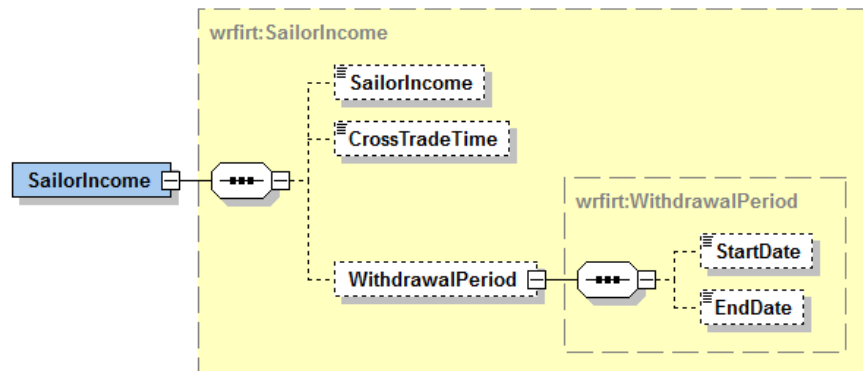 wrfirt:SailorIncome
SailorIncome
CrossTradeTime
SailorIncome
wrfirt:WithdrawalPeriod
WithdrawalPeriod
StartDate
EndDate